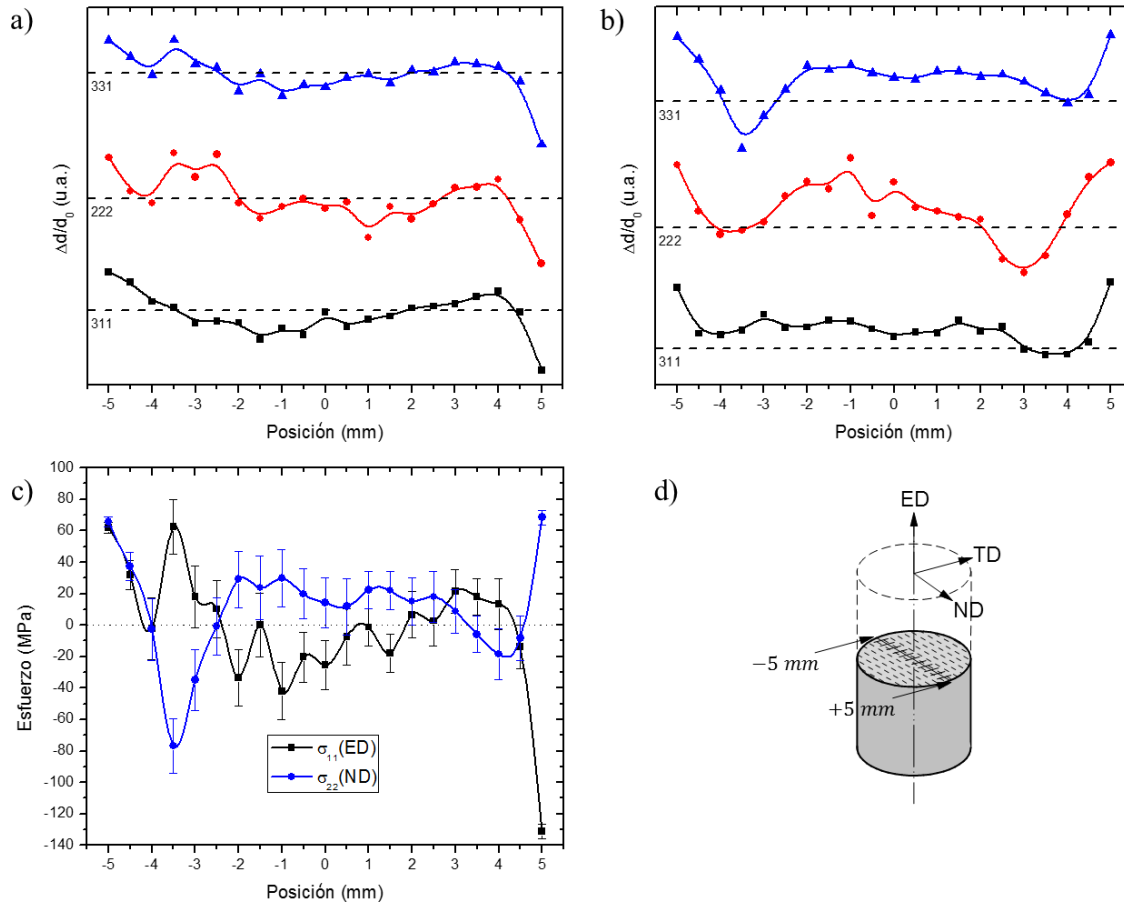 a)
Δd/d₀ (u.a.)
331
222
311
-5 -4 -3 -2 -1 0 1 2 3 4 5
Posición (mm)
b)
Δd/d₀ (u.a.)
331
222
311
-5 -4 -3 -2 -1 0 1 2 3 4 5
Posición (mm)
c)
Esfuerzo (MPa)
100
80
60
40
20
0
-20
-40
-60
-80
-100
-120
-140
σ₁₁(ED)
σ₂₂(ND)
-5 -4 -3 -2 -1 0 1 2 3 4 5
Posición (mm)
d)
ED
TD
ND
−5 mm
+5 mm